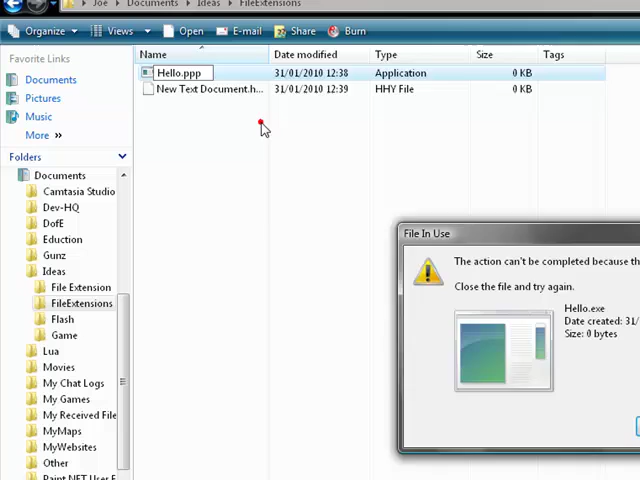 Joe Documents Ideas FileExtensions
Organize Views Open E-mail Share Burn
Favorite Links
Documents
Pictures
Music
More »
Folders
Documents
Camtasia Studio
Dev-HQ
DofE
Eduction
Gunz
Ideas
File Extension
FileExtensions
Flash
Game
Lua
Movies
My Chat Logs
My Games
My Received File
MyMaps
MyWebsites
Other
Paint.NET User F
Name Date modified Type Size Tags
Hello.ppp 31/01/2010 12:38 Application 0 KB
New Text Document.h... 31/01/2010 12:39 HHY File 0 KB
File In Use
The action can't be completed because th
Close the file and try again.
Hello.exe
Date created: 31/
Size: 0 bytes